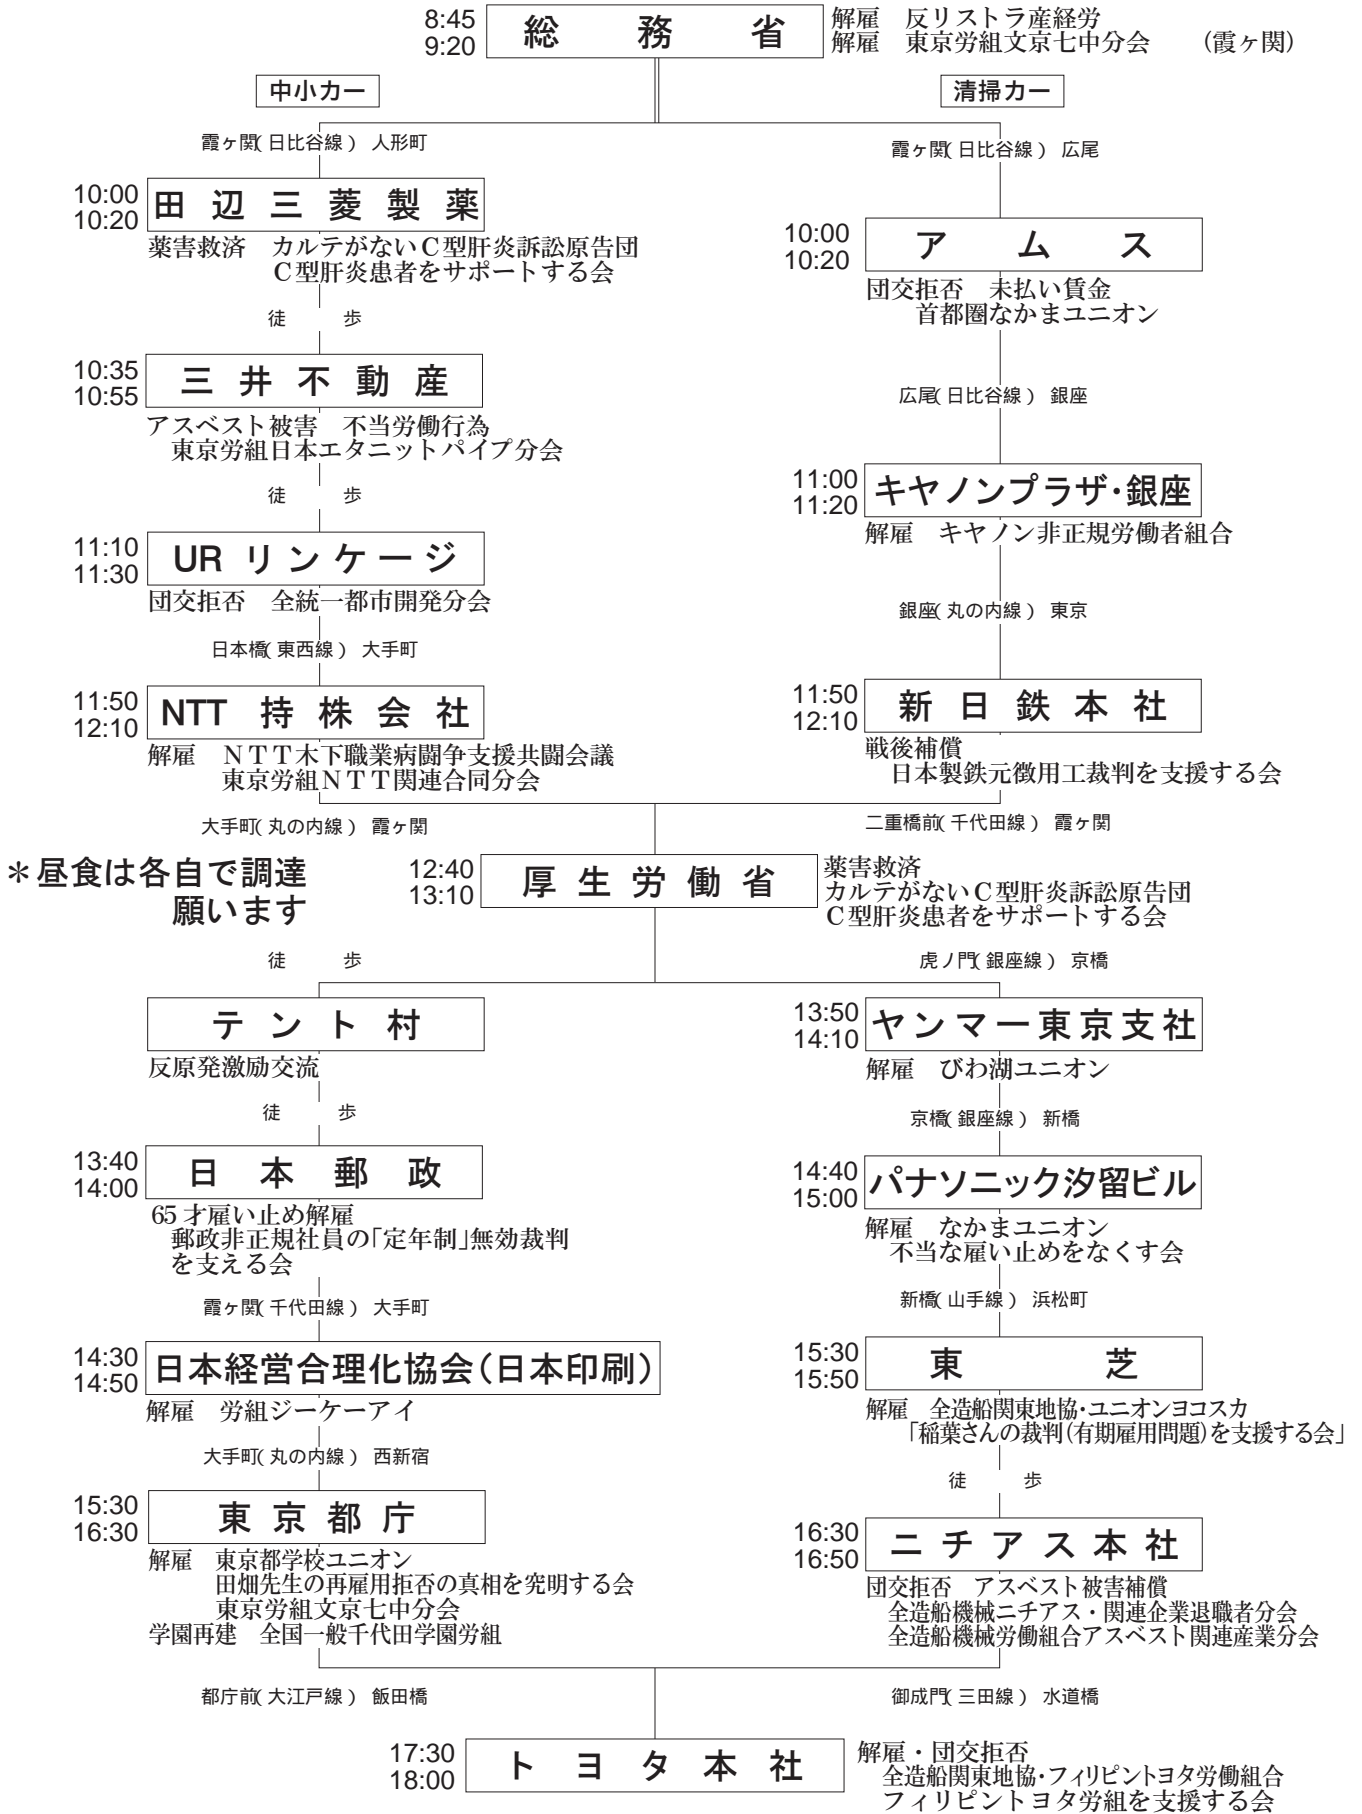 8:45
9:20
総務省
解雇　反リストラ産経労
解雇　東京労組文京七中分会　（霞ヶ関）
中小カー
霞ヶ関（日比谷線）人形町
10:00
10:20
田辺三菱製薬
薬害救済　カルテがないＣ型肝炎訴訟原告団
Ｃ型肝炎患者をサポートする会
徒　歩
10:35
10:55
三井不動産
アスベスト被害　不当労働行為
東京労組日本エタニットパイプ分会
徒　歩
11:10
11:30
URリンケージ
団交拒否　全統一都市開発分会
日本橋（東西線）大手町
11:50
12:10
NTT持株会社
解雇　ＮＴＴ木下職業病闘争支援共闘会議
東京労組ＮＴＴ関連合同分会
大手町（丸の内線）霞ヶ関
清掃カー
霞ヶ関（日比谷線）広尾
10:00
10:20
アムス
団交拒否　未払い賃金
首都圏なかまユニオン
広尾（日比谷線）銀座
11:00
11:20
キヤノンプラザ・銀座
解雇　キヤノン非正規労働者組合
銀座（丸の内線）東京
11:50
12:10
新日鉄本社
戦後補償
日本製鉄元徴用工裁判を支援する会
二重橋前（千代田線）霞ヶ関
＊昼食は各自で調達
願います
12:40
13:10
厚生労働省
薬害救済
カルテがないＣ型肝炎訴訟原告団
Ｃ型肝炎患者をサポートする会
徒　歩
テント村
反原発激励交流
徒　歩
13:40
14:00
日本郵政
65才雇い止め解雇
郵政非正規社員の「定年制」無効裁判
を支える会
霞ヶ関（千代田線）大手町
14:30
14:50
日本経営合理化協会（日本印刷）
解雇　労組ジーケーアイ
大手町（丸の内線）西新宿
15:30
16:30
東京都庁
解雇　東京都学校ユニオン
田畑先生の再雇用拒否の真相を究明する会
東京労組文京七中分会
学園再建　全国一般千代田学園労組
都庁前（大江戸線）飯田橋
虎ノ門（銀座線）京橋
13:50
14:10
ヤンマー東京支社
解雇　びわ湖ユニオン
京橋（銀座線）新橋
14:40
15:00
パナソニック汐留ビル
解雇　なかまユニオン
不当な雇い止めをなくす会
新橋（山手線）浜松町
15:30
15:50
東芝
解雇　全造船関東地協・ユニオンヨコスカ
「稲葉さんの裁判（有期雇用問題）を支援する会」
徒　歩
16:30
16:50
ニチアス本社
団交拒否　アスベスト被害補償
全造船機械ニチアス・関連企業退職者分会
全造船機械労働組合アスベスト関連産業分会
御成門（三田線）水道橋
17:30
18:00
トヨタ本社
解雇・団交拒否
全造船関東地協・フィリピントヨタ労働組合
フィリピントヨタ労組を支援する会